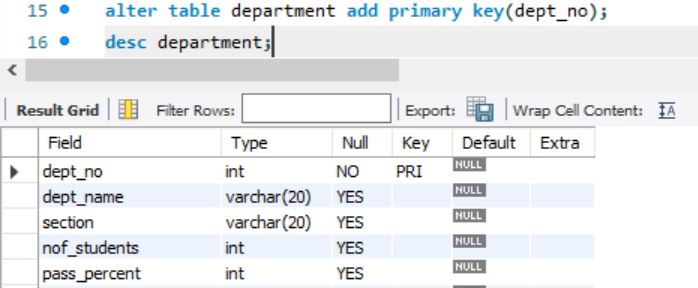 15 alter table department add primary key(dept_no);
16 desc department;
Result Grid Filter Rows: Export: Wrap Cell Content: IA
Field Type Null Key Default Extra
dept_no int NO PRI NULL
dept_name varchar(20) YES NULL
section varchar(20) YES NULL
nof_students int YES NULL
pass_percent int YES NULL